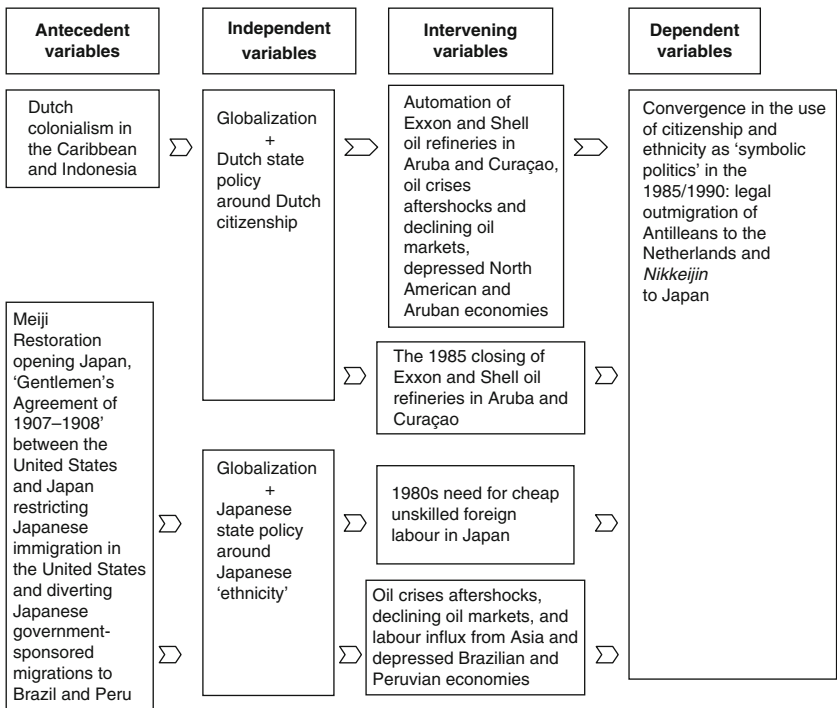 Antecedent
variables
Independent
variables
Intervening
variables
Dependent
variables
Dutch
colonialism in
the Caribbean
and Indonesia
Globalization
+
Dutch state
policy
around Dutch
citizenship
Automation of
Exxon and Shell
oil refineries in
Aruba and Curaçao,
oil crises
aftershocks and
declining oil
markets,
depressed North
American and
Aruban economies
The 1985 closing of
Exxon and Shell oil
refineries in Aruba and
Curaçao
Convergence in the use
of citizenship and
ethnicity as ‘symbolic
politics’ in the
1985/1990: legal
outmigration of
Antilleans to the
Netherlands and
Nikkeijin
to Japan
Meiji
Restoration
opening Japan,
‘Gentlemen’s
Agreement of
1907–1908’
between the
United States
and Japan
restricting
Japanese
immigration in
the United States
and diverting
Japanese
government-
sponsored
migrations to
Brazil and Peru
Globalization
+
Japanese
state policy
around
Japanese
‘ethnicity’
1980s need for cheap
unskilled foreign
labour in Japan
Oil crises aftershocks,
declining oil markets, and
labour influx from Asia and
depressed Brazilian and
Peruvian economies